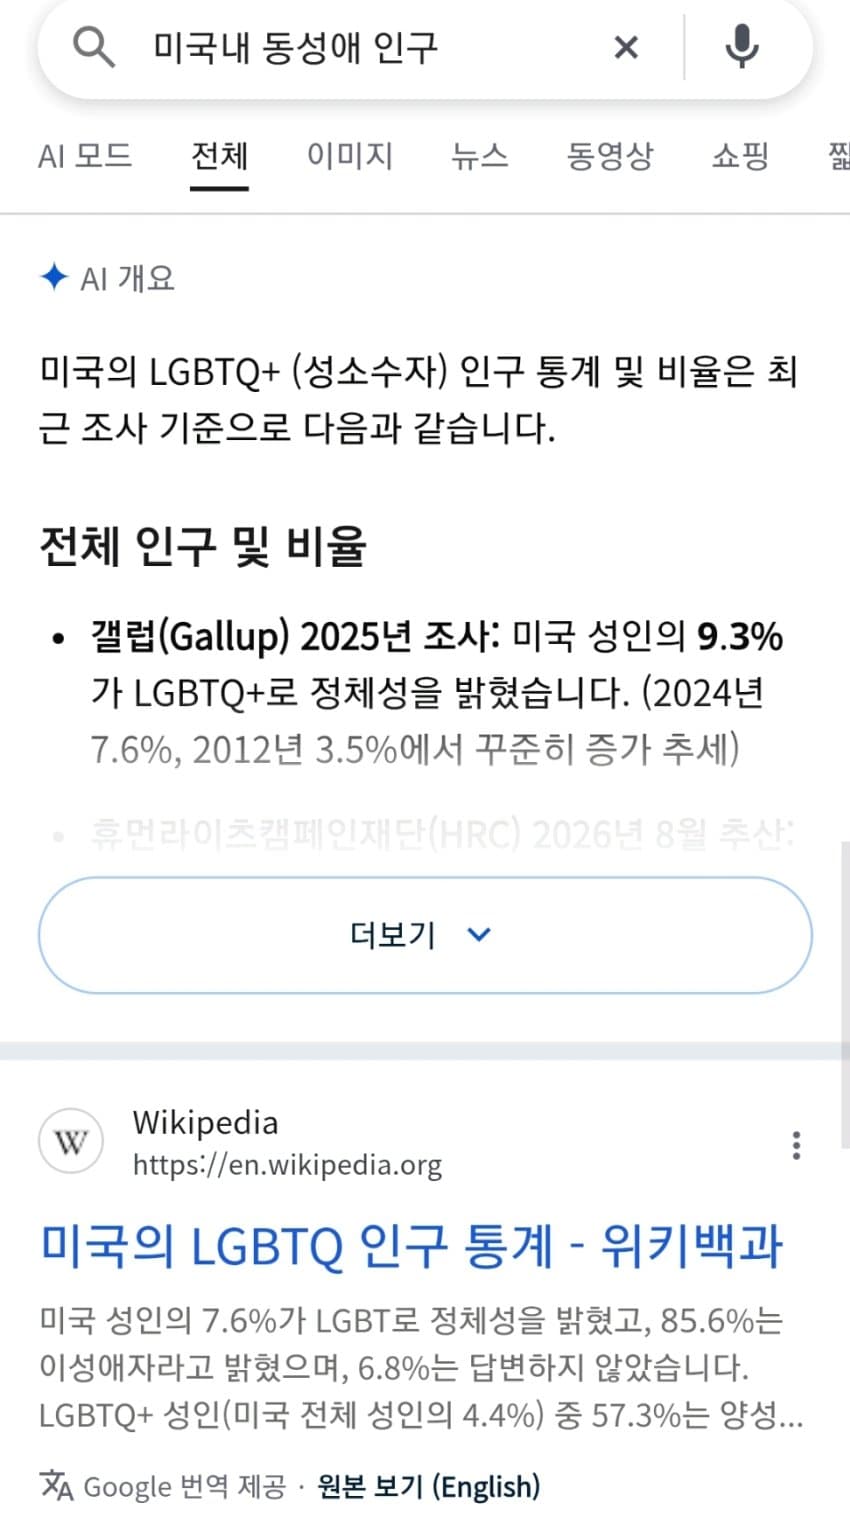 미국내 동성애 인구
AI 모드 전체 이미지 뉴스 동영상 쇼핑 짧
AI 개요
미국의 LGBTQ+ (성소수자) 인구 통계 및 비율은 최
근 조사 기준으로 다음과 같습니다.
전체 인구 및 비율
• 갤럽(Gallup) 2025년 조사: 미국 성인의 9.3%
가 LGBTQ+로 정체성을 밝혔습니다. (2024년
7.6%, 2012년 3.5%에서 꾸준히 증가 추세)
• 휴먼라이츠캠페인재단(HRC) 2026년 8월 추산:
더보기
W
Wikipedia
https://en.wikipedia.org
미국의 LGBTQ 인구 통계 - 위키백과
미국 성인의 7.6%가 LGBT로 정체성을 밝혔고, 85.6%는
이성애자라고 밝혔으며, 6.8%는 답변하지 않았습니다.
LGBTQ+ 성인(미국 전체 성인의 4.4%) 중 57.3%는 양성...
Google 번역 제공 · 원본 보기 (English)